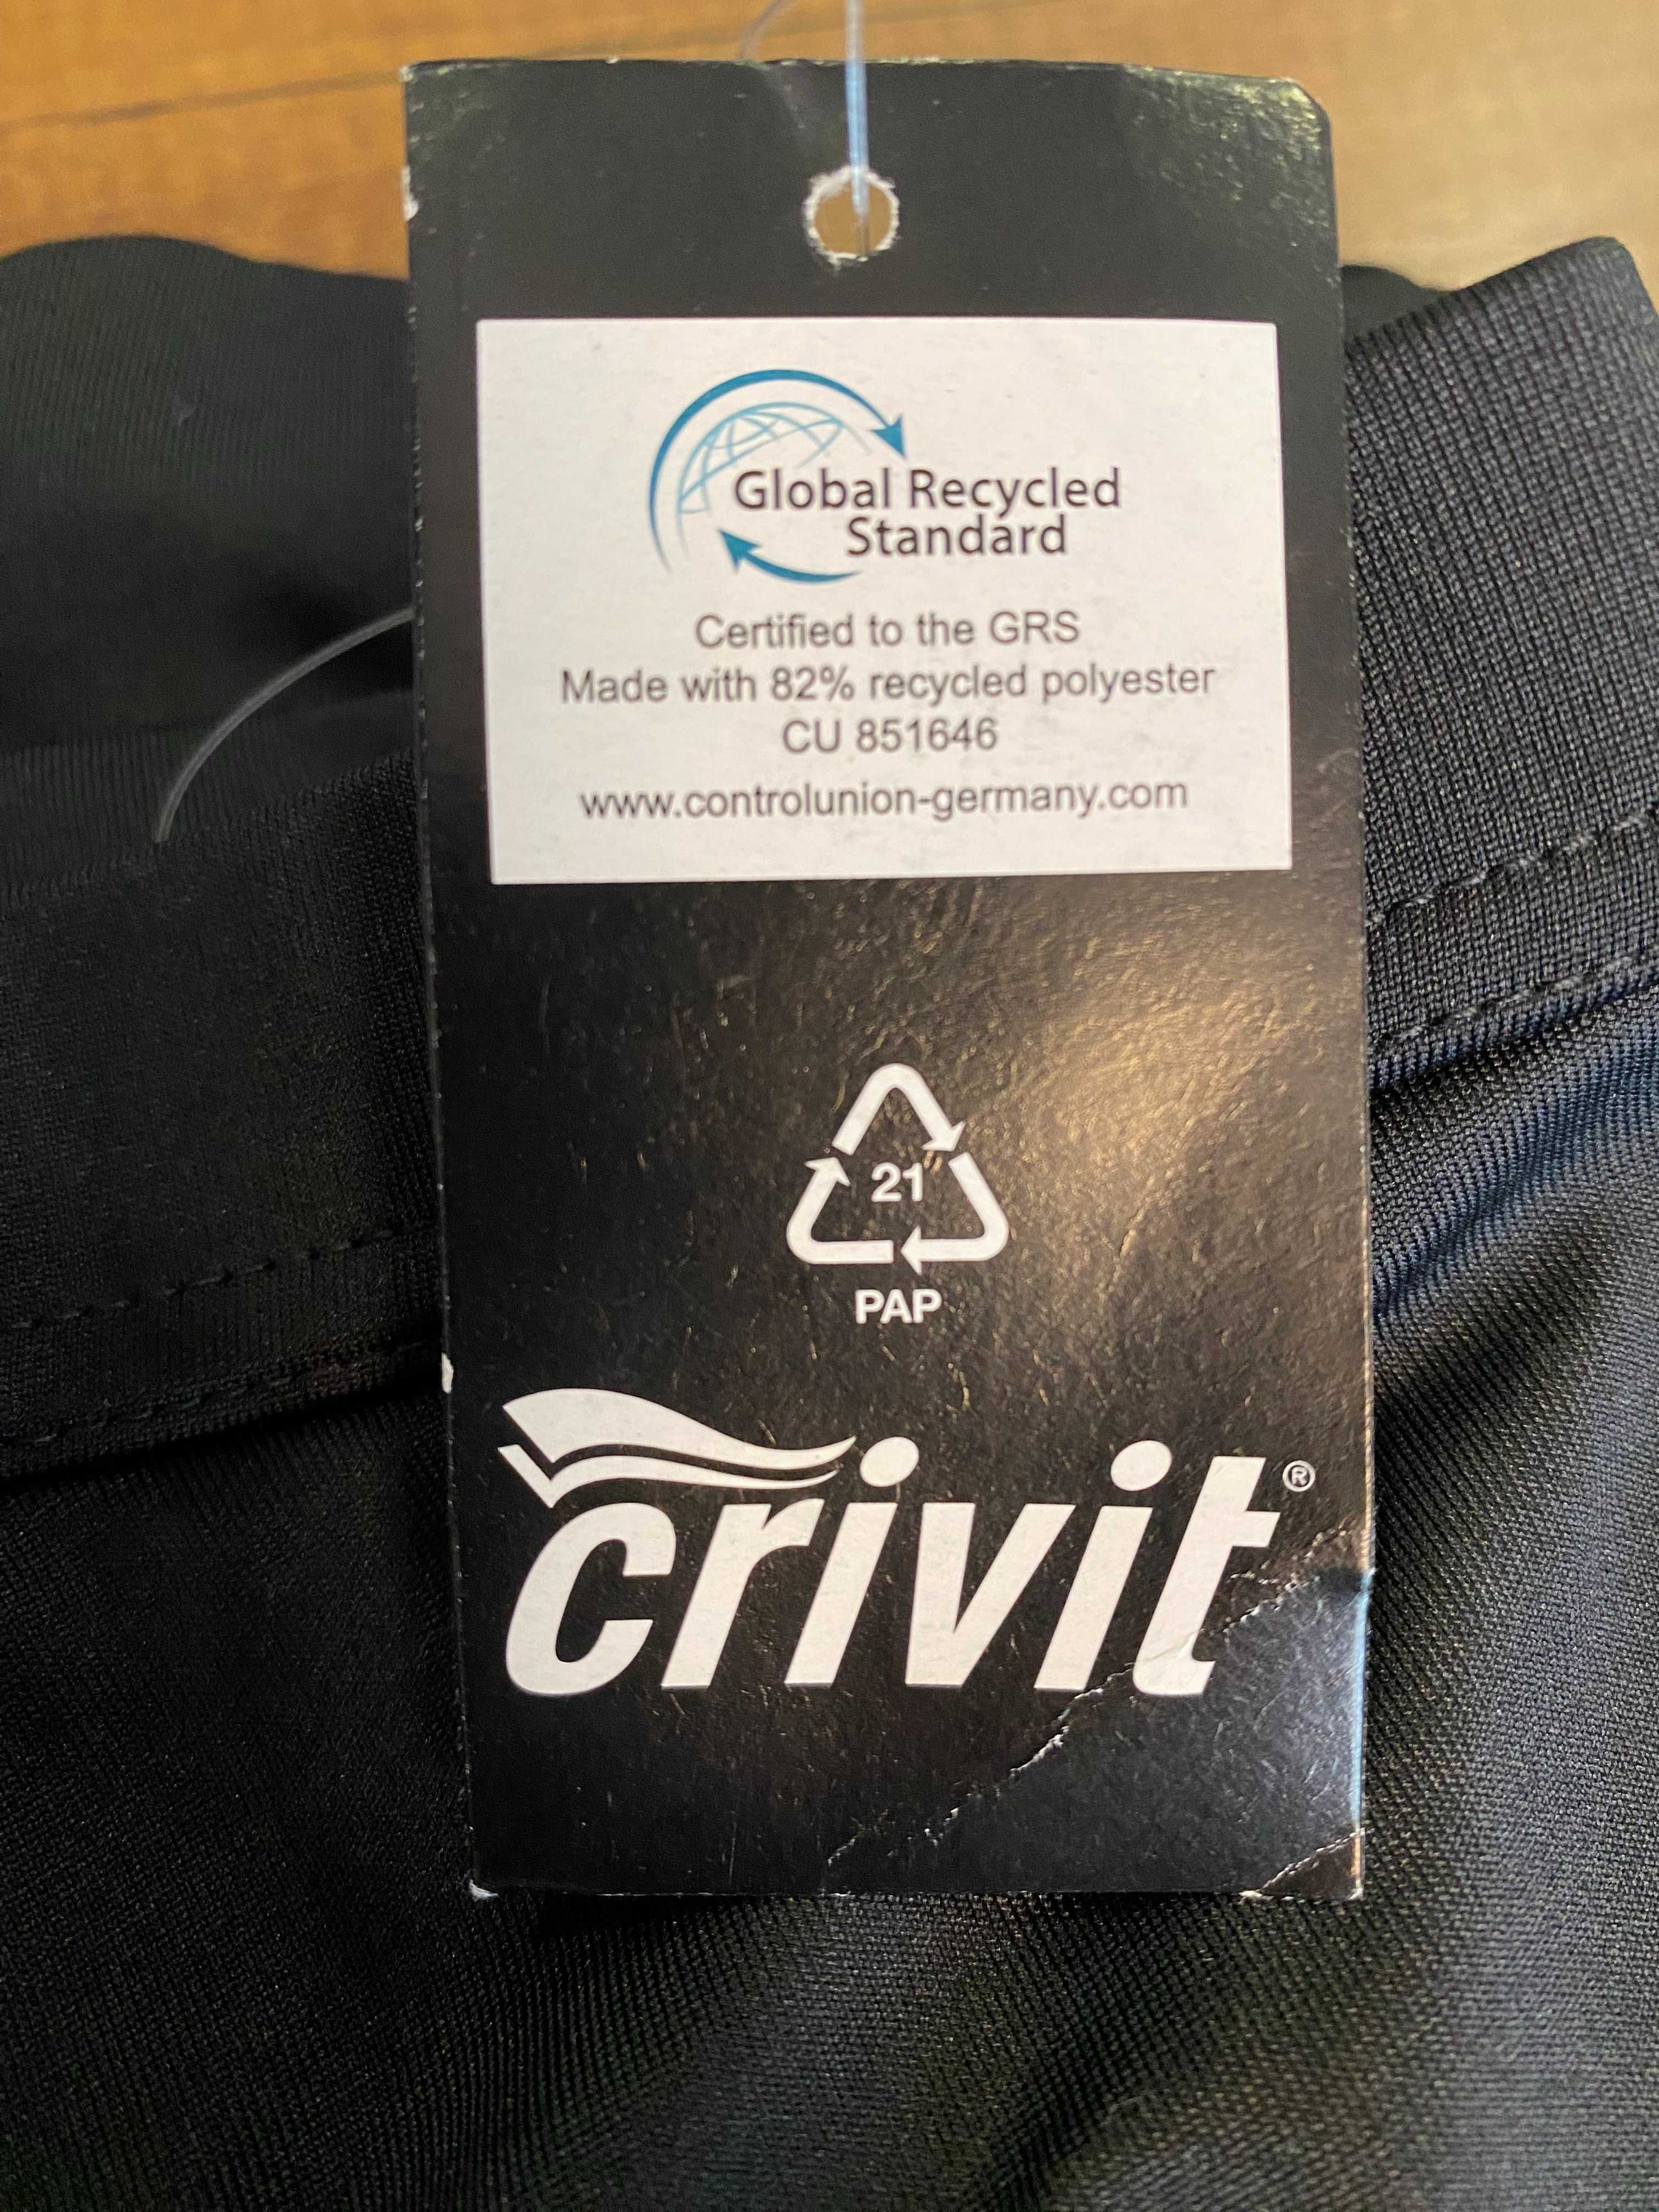 Global Recycled
Standard
Certified to the GRS
Made with 82% recycled polyester
CU 851646
www.controlunion-germany.com
21
PAP
crivit®